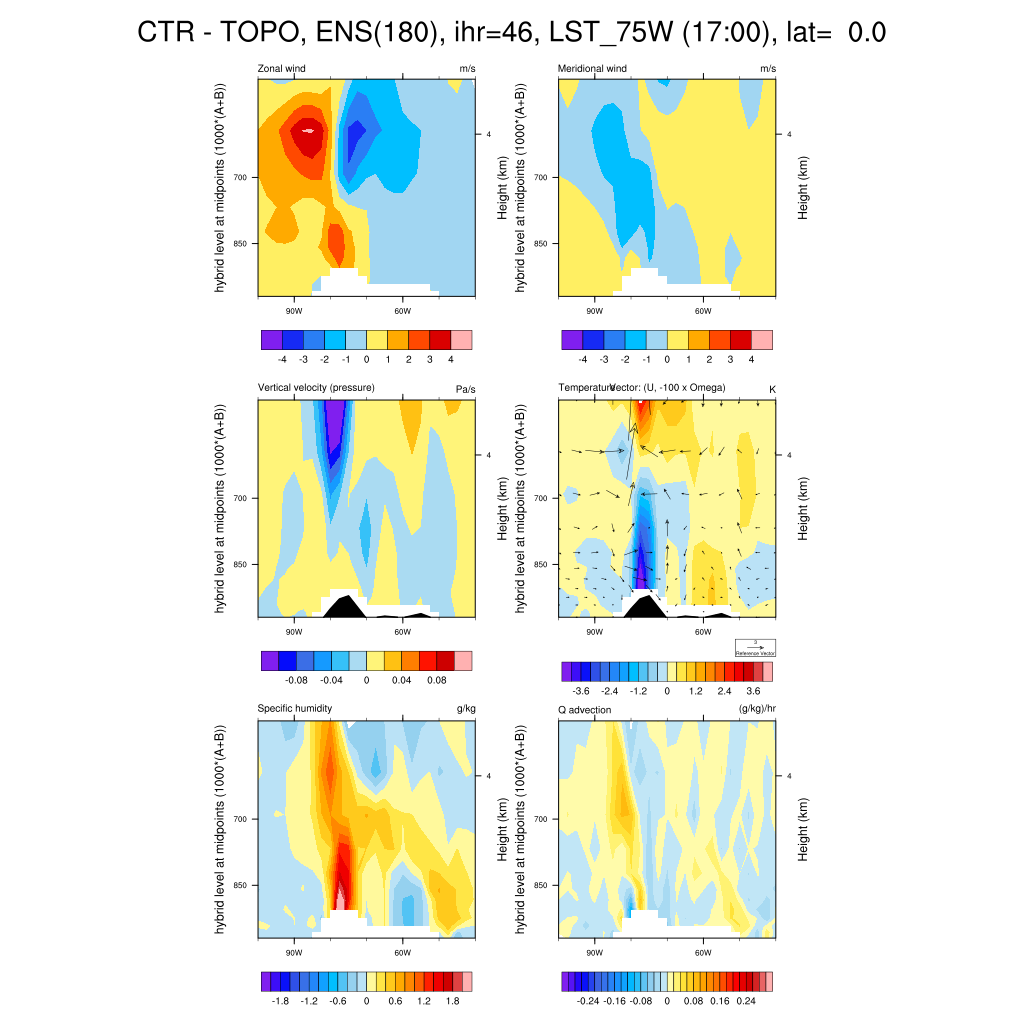 CTR - TOPO, ENS(180), ihr=46, LST_75W (17:00), lat= 0.0
Zonal wind m/s
hybrid level at midpoints (1000*(A+B))
700
850
4
Height (km)
90W 60W
-4 -3 -2 -1 0 1 2 3 4
Meridional wind m/s
hybrid level at midpoints (1000*(A+B))
700
850
4
Height (km)
90W 60W
-4 -3 -2 -1 0 1 2 3 4
Vertical velocity (pressure) Pa/s
hybrid level at midpoints (1000*(A+B))
700
850
4
Height (km)
90W 60W
-0.08 -0.04 0 0.04 0.08
Temperature Vector: (U, -100 x Omega) K
hybrid level at midpoints (1000*(A+B))
700
850
4
Height (km)
90W 60W
3
Reference Vector
-3.6 -2.4 -1.2 0 1.2 2.4 3.6
Specific humidity g/kg
hybrid level at midpoints (1000*(A+B))
700
850
4
Height (km)
90W 60W
-1.8 -1.2 -0.6 0 0.6 1.2 1.8
Q advection (g/kg)/hr
hybrid level at midpoints (1000*(A+B))
700
850
4
Height (km)
90W 60W
-0.24 -0.16 -0.08 0 0.08 0.16 0.24